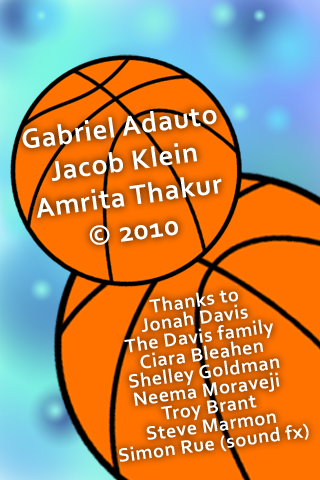 Gabriel Adauto
Jacob Klein
Amrita Thakur
© 2010
Thanks to
Jonah Davis
The Davis family
Ciara Bleahen
Shelley Goldman
Neema Moraveji
Troy Brant
Steve Marmon
Simon Rue (sound fx)